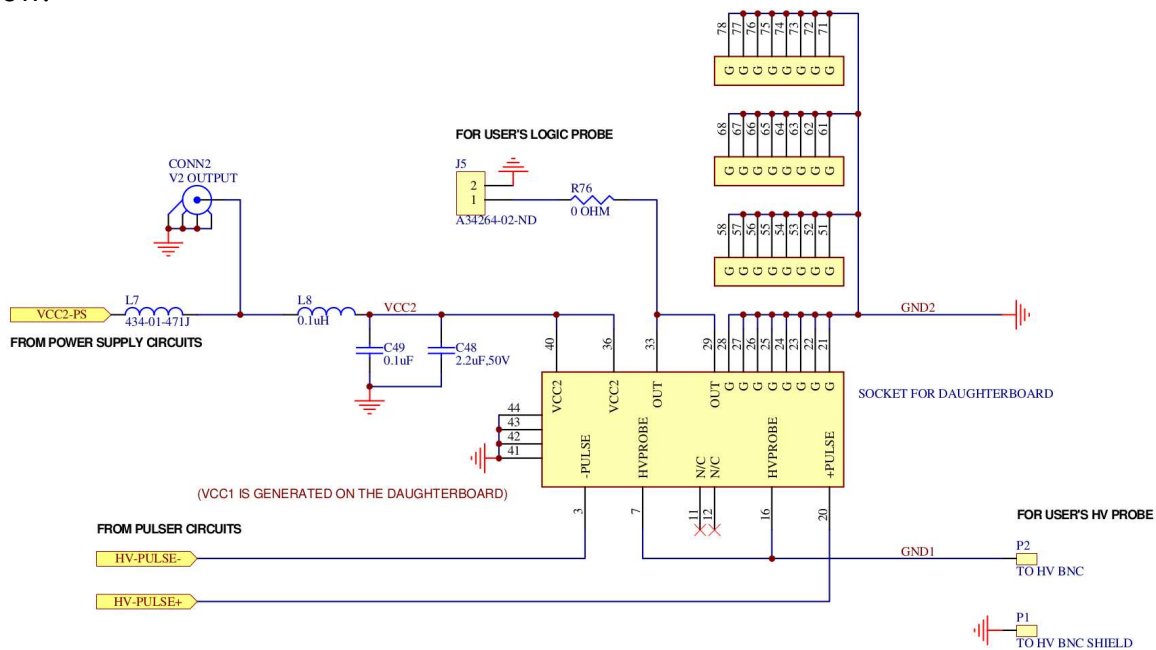 78 77 76 75 74 73 72 71
G G G G G G G G
68 67 66 65 64 63 62 61
G G G G G G G G
58 57 56 55 54 53 52 51
G G G G G G G G
FOR USER'S LOGIC PROBE
J5
2
1
A34264-02-ND
R76
0 OHM
CONN2
V2 OUTPUT
VCC2-PS
L7
434-01-471J
L8
0.1uH
VCC2
GND2
FROM POWER SUPPLY CIRCUITS
C49
0.1uF
C48
2.2uF,50V
40 36 33 29 28 27 26 25 24 23 22 21
VCC2 VCC2 OUT OUT G G G G G G G G
SOCKET FOR DAUGHTERBOARD
44
43
42
41
-PULSE HVPROBE N/C N/C HVPROBE +PULSE
3 7 11 12 16 20
(VCC1 IS GENERATED ON THE DAUGHTERBOARD)
FROM PULSER CIRCUITS
HV-PULSE-
HV-PULSE+
FOR USER'S HV PROBE
GND1
P2
TO HV BNC
P1
TO HV BNC SHIELD